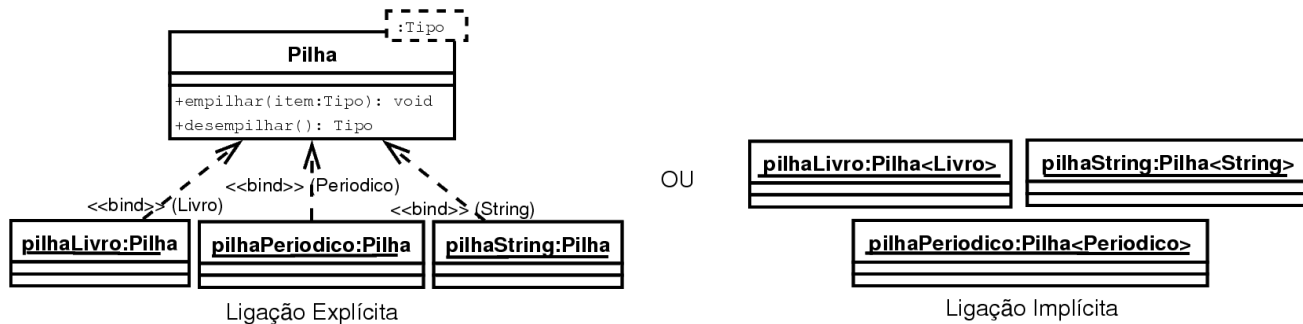 :Tipo
Pilha
+empilhar(item:Tipo): void
+desempilhar(): Tipo
<<bind>> (Livro)
<<bind>> (Periodico)
<<bind>> (String)
pilhaLivro:Pilha
pilhaPeriodico:Pilha
pilhaString:Pilha
Ligação Explícita
OU
pilhaLivro:Pilha<Livro>
pilhaString:Pilha<String>
pilhaPeriodico:Pilha<Periodico>
Ligação Implícita